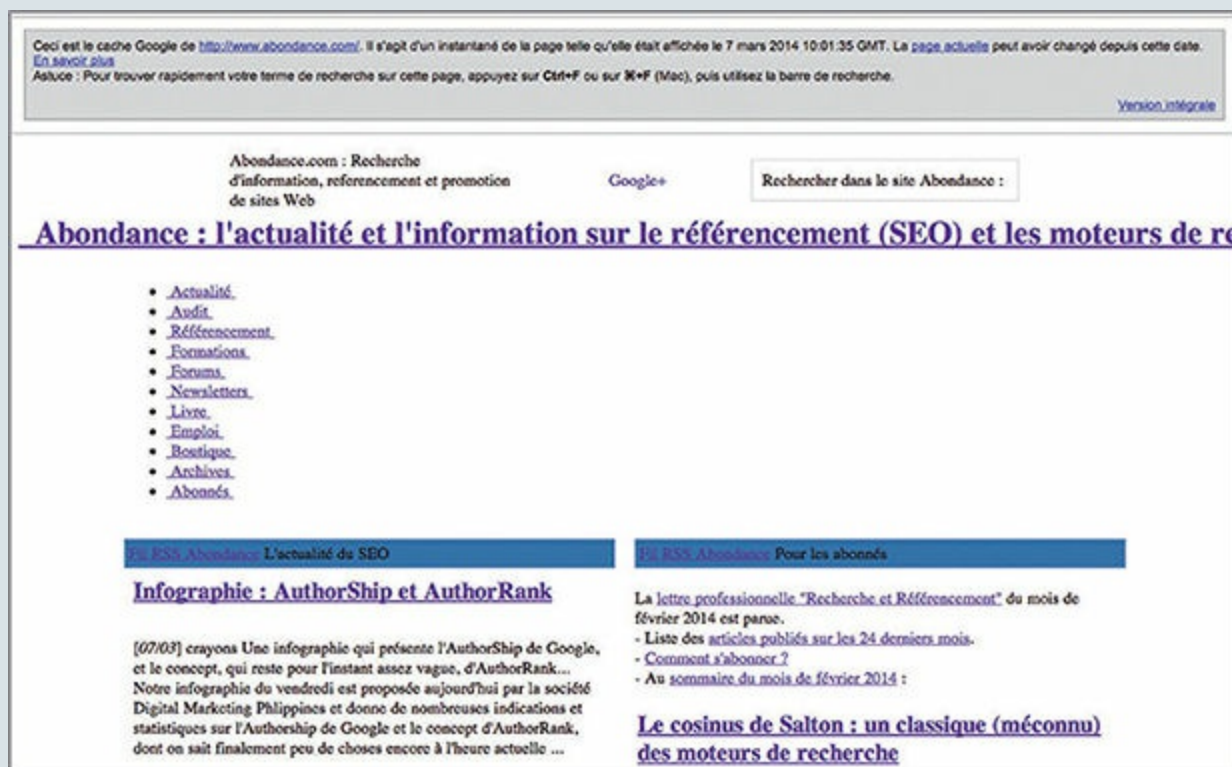 Ceci est le cache Google de http://www.abondance.com/. Il s'agit d'un instantané de la page telle qu'elle était affichée le 7 mars 2014 10:01:35 GMT. La page actuelle peut avoir changé depuis cette date.
En savoir plus
Astuce : Pour trouver rapidement votre terme de recherche sur cette page, appuyez sur Ctrl+F ou sur ⌘+F (Mac), puis utilisez la barre de recherche.
Version intégrale
Abondance.com : Recherche
d'information, referencement et promotion
de sites Web
Google+
Rechercher dans le site Abondance :
Abondance : l'actualité et l'information sur le référencement (SEO) et les moteurs de re
• Actualité
• Audit
• Référencement
• Formations
• Forums
• Newsletters
• Livre
• Emploi
• Boutique
• Archives
• Abonnés
Fil RSS Abondance L'actualité du SEO
Infographie : AuthorShip et AuthorRank
[07/03] crayons Une infographie qui présente l'AuthorShip de Google,
et le concept, qui reste pour l'instant assez vague, d'AuthorRank...
Notre infographie du vendredi est proposée aujourd'hui par la société
Digital Marketing Phlippines et donne de nombreuses indications et
statistiques sur l'Authorship de Google et le concept d'AuthorRank,
dont on sait finalement peu de choses encore à l'heure actuelle ...
Fil RSS Abondance Pour les abonnés
La lettre professionnelle "Recherche et Référencement" du mois de
février 2014 est parue.
- Liste des articles publiés sur les 24 derniers mois.
- Comment s'abonner ?
- Au sommaire du mois de février 2014 :
Le cosinus de Salton : un classique (méconnu)
des moteurs de recherche